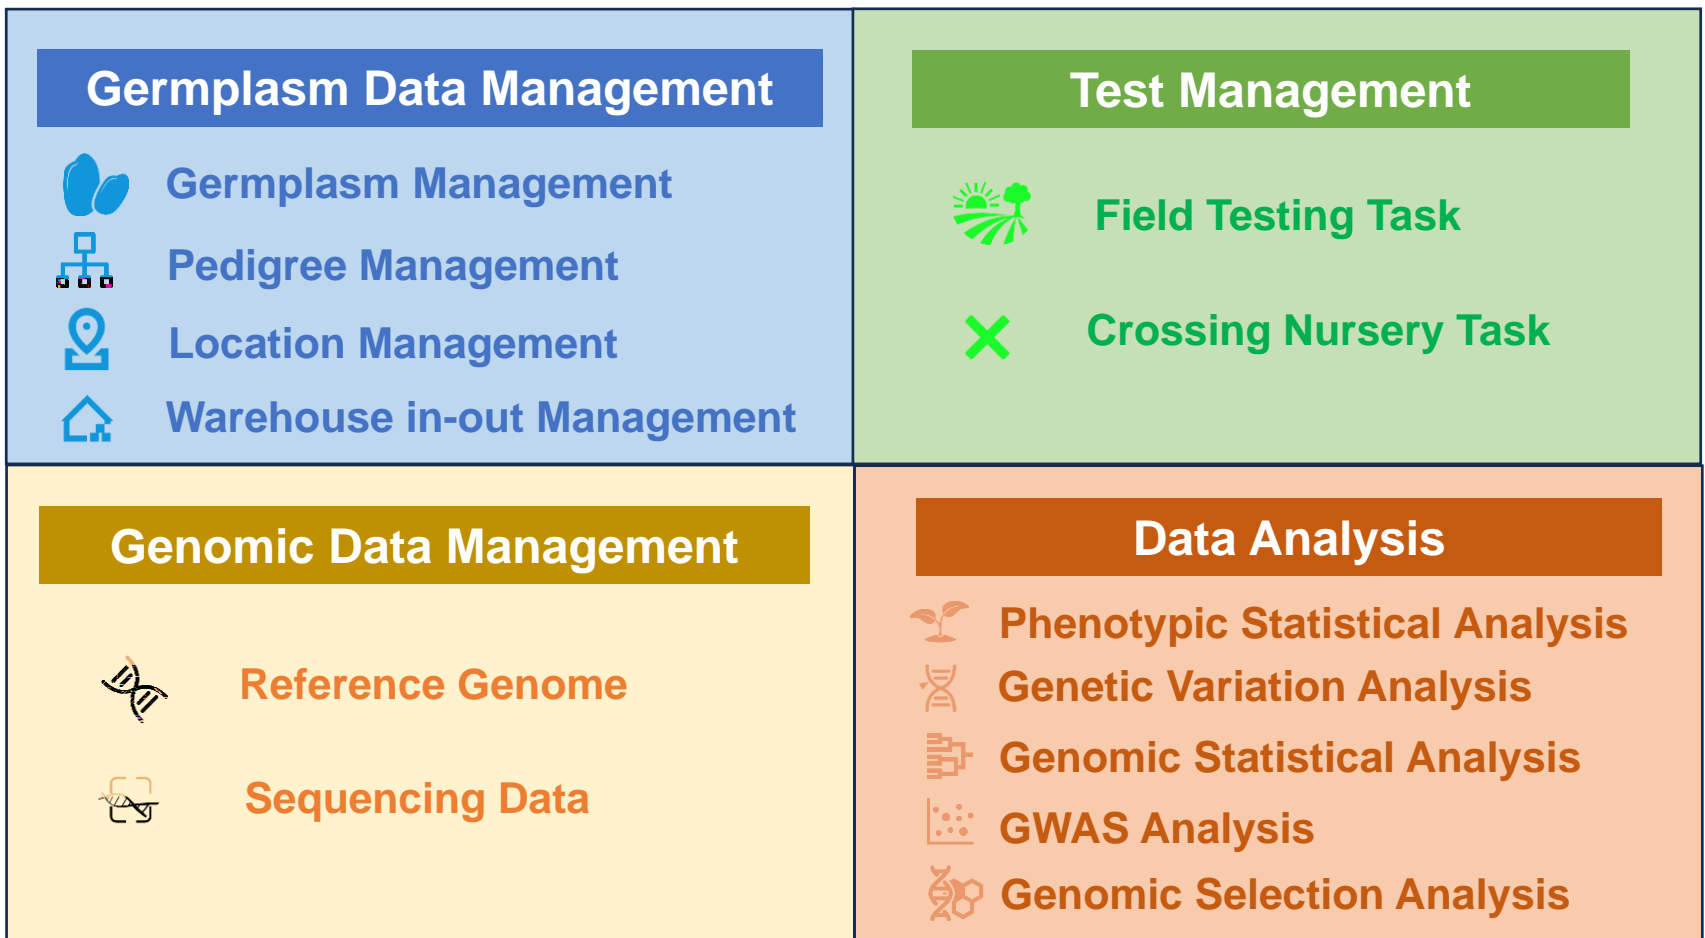 Germplasm Data Management
Germplasm Management
Pedigree Management
Location Management
Warehouse in-out Management
Test Management
Field Testing Task
Crossing Nursery Task
Genomic Data Management
Reference Genome
Sequencing Data
Data Analysis
Phenotypic Statistical Analysis
Genetic Variation Analysis
Genomic Statistical Analysis
GWAS Analysis
Genomic Selection Analysis